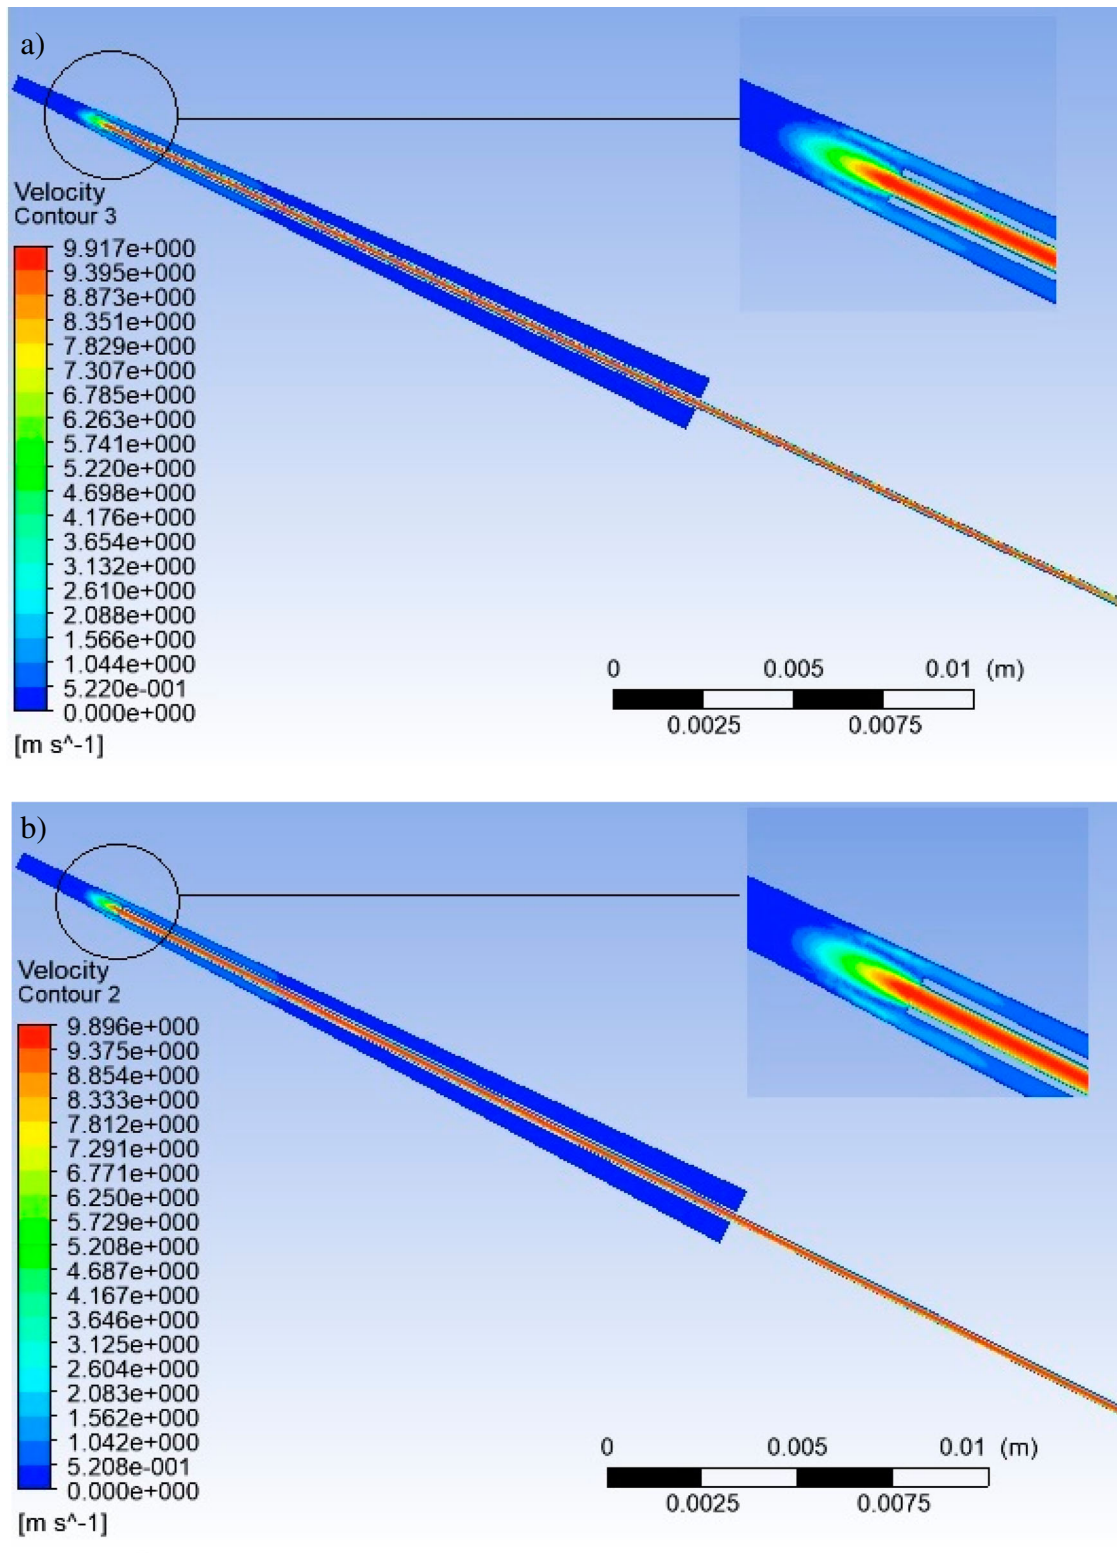 a)
Velocity
Contour 3
9.917e+000
9.395e+000
8.873e+000
8.351e+000
7.829e+000
7.307e+000
6.785e+000
6.263e+000
5.741e+000
5.220e+000
4.698e+000
4.176e+000
3.654e+000
3.132e+000
2.610e+000
2.088e+000
1.566e+000
1.044e+000
5.220e-001
0.000e+000
[m s^-1]
0 0.005 0.01 (m)
0.0025 0.0075
b)
Velocity
Contour 2
9.896e+000
9.375e+000
8.854e+000
8.333e+000
7.812e+000
7.291e+000
6.771e+000
6.250e+000
5.729e+000
5.208e+000
4.687e+000
4.167e+000
3.646e+000
3.125e+000
2.604e+000
2.083e+000
1.562e+000
1.042e+000
5.208e-001
0.000e+000
[m s^-1]
0 0.005 0.01 (m)
0.0025 0.0075